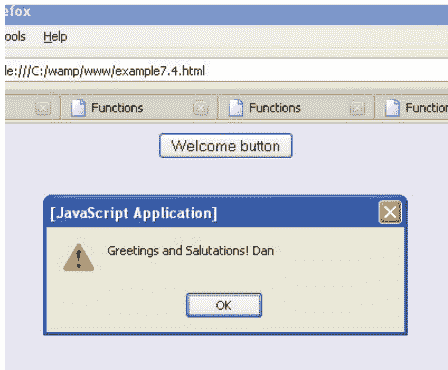 efox
ools Help
le:///C:/wamp/www/example7.4.html
Functions Functions Function
Welcome button
[JavaScript Application]
Greetings and Salutations! Dan
OK